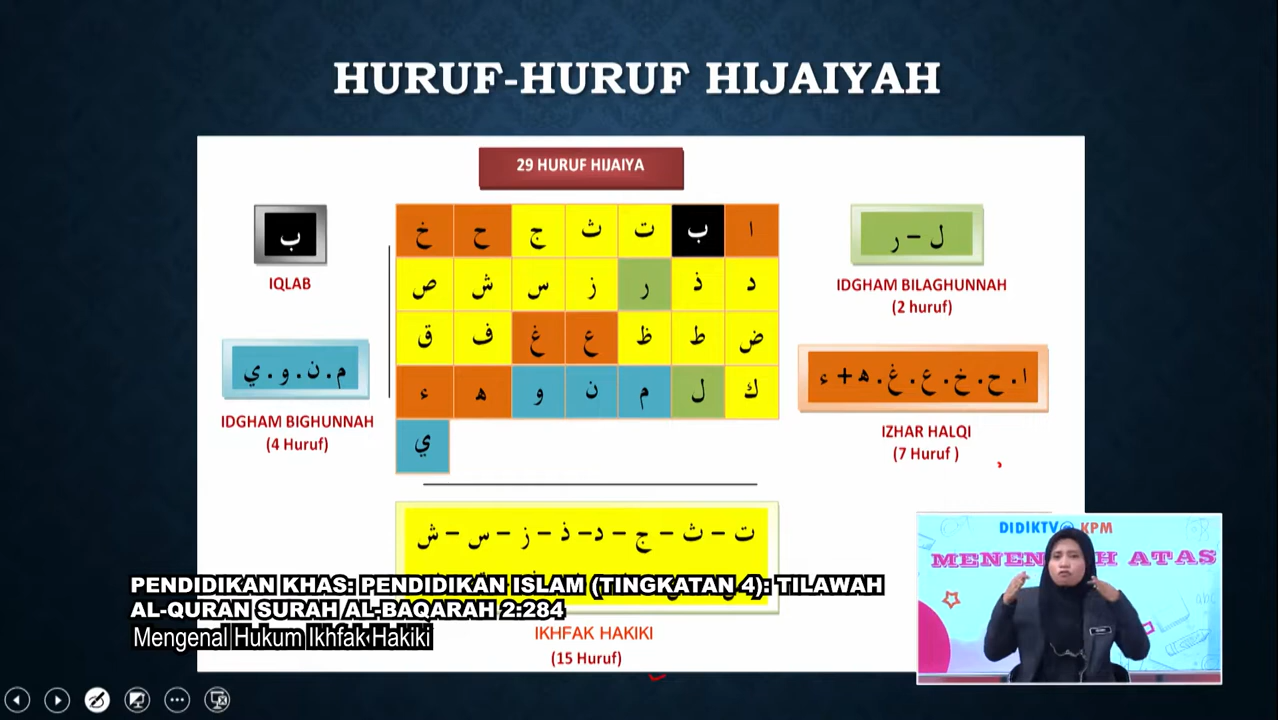 HURUF-HURUF HIJAIYAH
29 HURUF HIJAIYA
ب
IQLAB
م . ن . و . ي
IDGHAM BIGHUNNAH
(4 Huruf)
ا ب ت ث ج ح خ
د ذ ر ز س ش ص
ض ط ظ ع غ ف ق
ك ل م ن و ه ء
ي
ل – ر
IDGHAM BILAGHUNNAH
(2 huruf)
ا . ح . خ . ع . غ . ه + ء
IZHAR HALQI
(7 Huruf )
ت – ث – ج – د – ذ – ز – س – ش
IKHFAK HAKIKI
(15 Huruf)
PENDIDIKAN KHAS: PENDIDIKAN ISLAM (TINGKATAN 4): TILAWAH
AL-QURAN SURAH AL-BAQARAH 2:284
Mengenal Hukum Ikhfak Hakiki
DIDIKTV@ KPM
ATAS